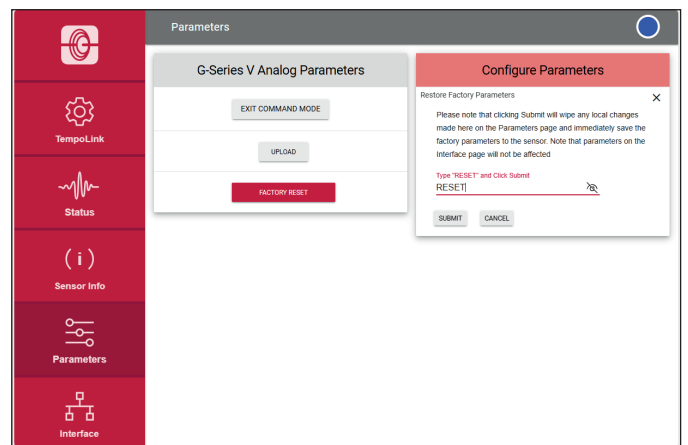 Parameters
TempoLink
Status
(i)
Sensor Info
Parameters
Interface
G-Series V Analog Parameters
EXIT COMMAND MODE
UPLOAD
FACTORY RESET
Configure Parameters
Restore Factory Parameters
Please note that clicking Submit will wipe any local changes
made here on the Parameters page and immediately save the
factory parameters to the sensor. Note that parameters on the
Interface page will not be affected
Type "RESET" and Click Submit
RESET
SUBMIT CANCEL